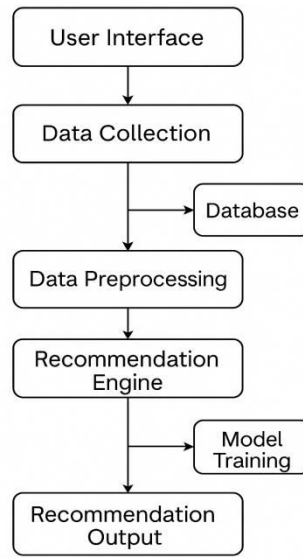 User Interface
Data Collection
Database
Data Preprocessing
Recommendation
Engine
Model
Training
Recommendation
Output